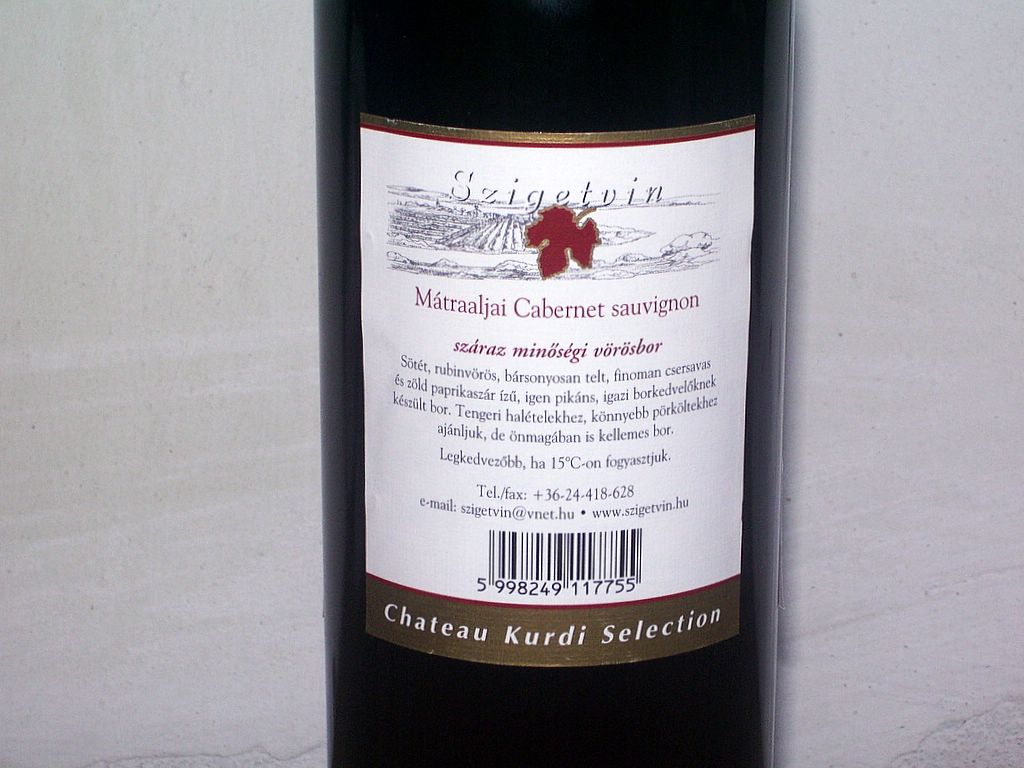 Szigetvin
Mátraaljai Cabernet sauvignon
száraz minőségi vörösbor
Sötét, rubinvörös, bársonyosan telt, finoman csersavas
és zöld paprikaszár ízű, igen pikáns, igazi borkedvelőknek
készült bor. Tengeri halételekhez, könnyebb pörköltekhez
ajánljuk, de önmagában is kellemes bor.
Legkedvezőbb, ha 15°C-on fogyasztjuk.
Tel./fax: +36-24-418-628
e-mail: szigetvin@vnet.hu • www.szigetvin.hu
5 998249 117755
Chateau Kurdi Selection